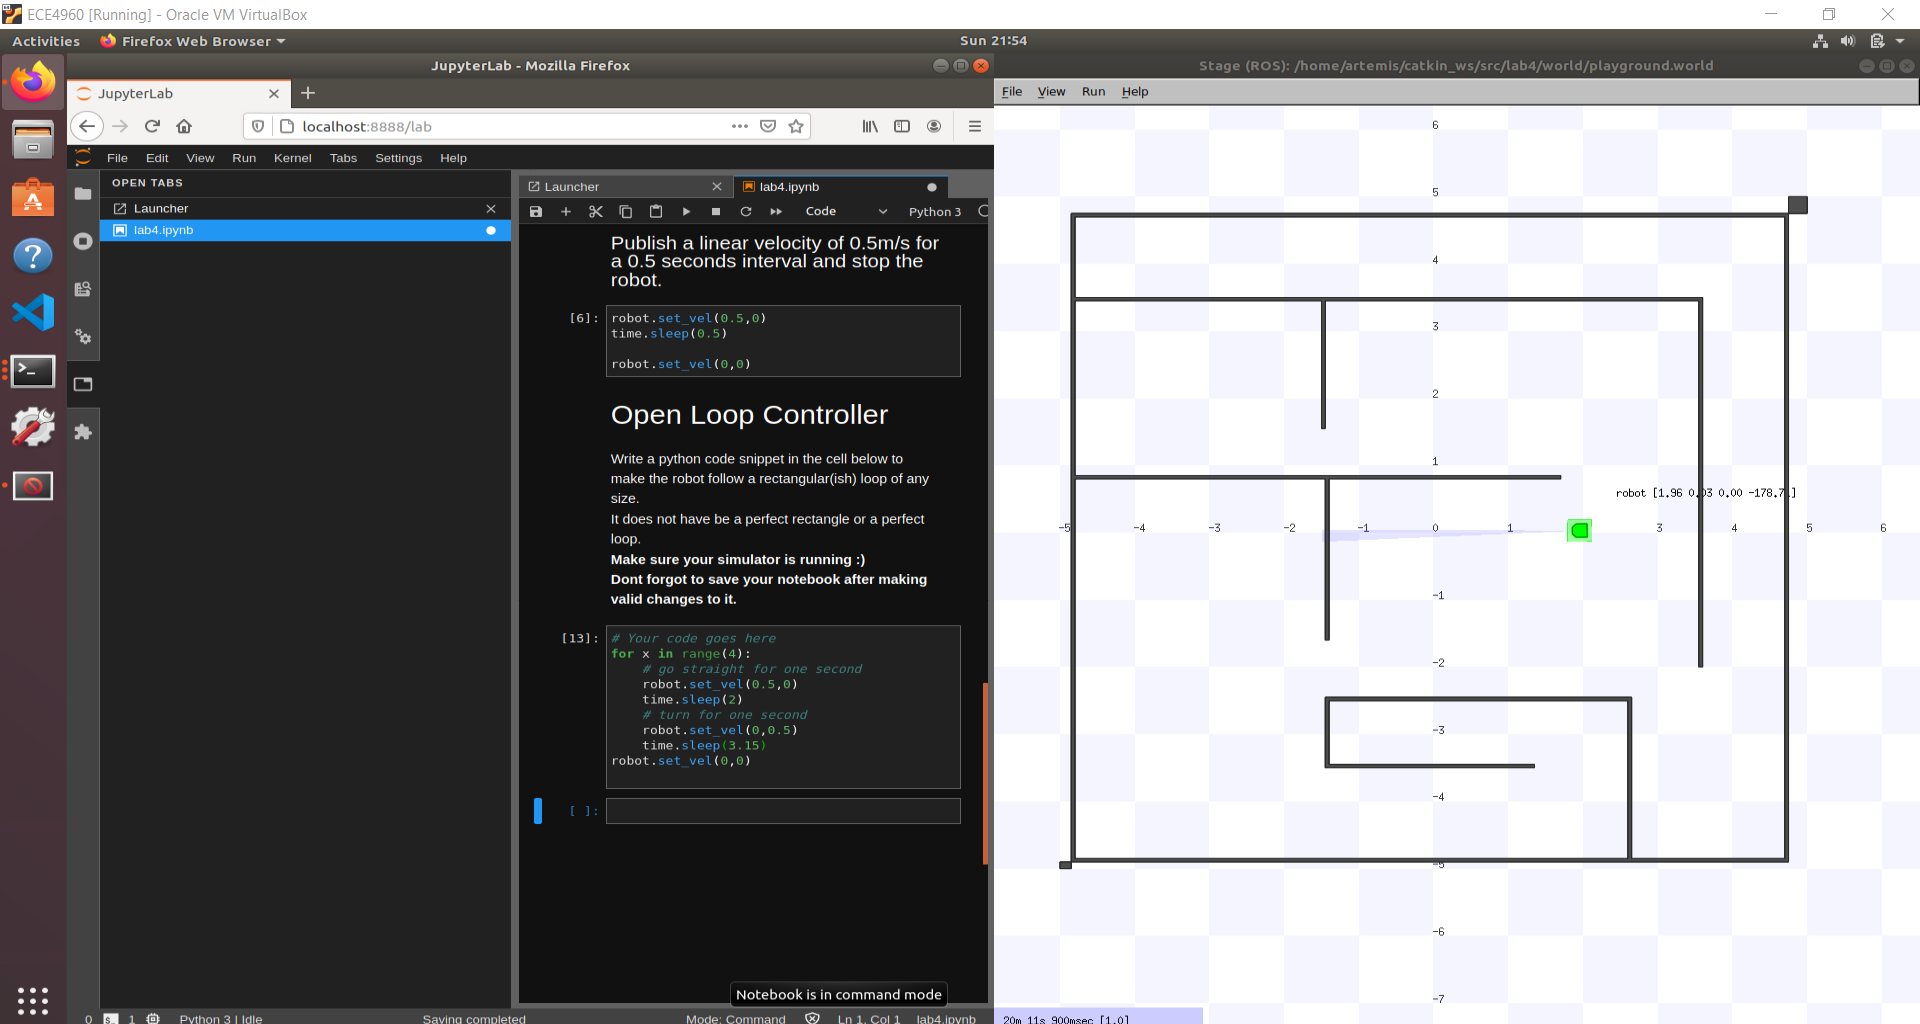 ECE4960 [Running] - Oracle VM VirtualBox
Activities
Firefox Web Browser
Sun 21:54
JupyterLab - Mozilla Firefox
Stage (ROS): /home/artemis/catkin_ws/src/lab4/world/playground.world
JupyterLab
File View Run Help
localhost:8888/lab
File Edit View Run Kernel Tabs Settings Help
OPEN TABS
Launcher
lab4.ipynb
Launcher
lab4.ipynb
Code
Python 3
Publish a linear velocity of 0.5m/s for
a 0.5 seconds interval and stop the
robot.
[6]:
robot.set_vel(0.5,0)
time.sleep(0.5)
robot.set_vel(0,0)
Open Loop Controller
Write a python code snippet in the cell below to
make the robot follow a rectangular(ish) loop of any
size.
It does not have be a perfect rectangle or a perfect
loop.
Make sure your simulator is running :)
Dont forgot to save your notebook after making
valid changes to it.
[13]:
# Your code goes here
for x in range(4):
    # go straight for one second
    robot.set_vel(0.5,0)
    time.sleep(2)
    # turn for one second
    robot.set_vel(0,0.5)
    time.sleep(3.15)
robot.set_vel(0,0)
[ ]:
Notebook is in command mode
0
1
Python 3 | Idle
Saving completed
Mode: Command
Ln 1, Col 1
lab4.ipynb
6
5
4
3
2
1
robot [1.96 0.03 0.00 -178.7 ]
-5 -4 -3 -2 -1 0 1 3 4 5 6
-1
-2
-3
-4
-5
-6
-7
20m 11s 900msec [1.0]